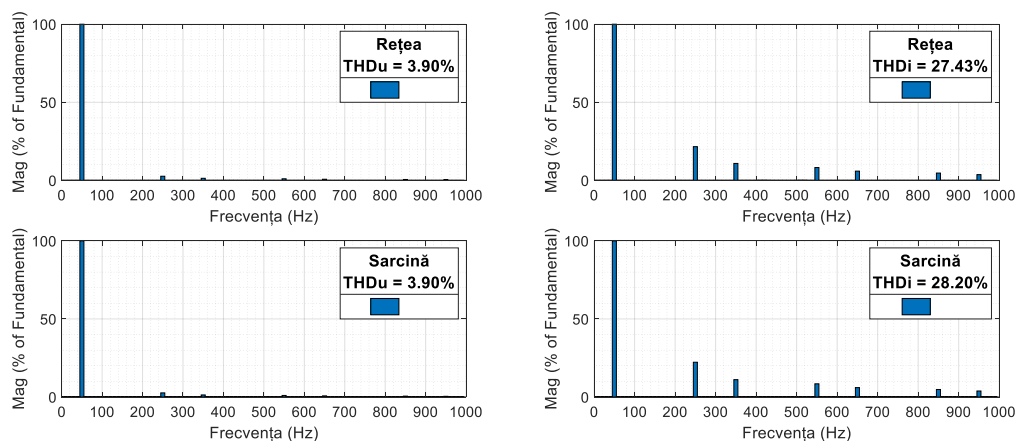 Mag (% of Fundamental)
100
50
0
Rețea
THDu = 3.90%
0 100 200 300 400 500 600 700 800 900 1000
Frecvența (Hz)
Mag (% of Fundamental)
100
50
0
Rețea
THDi = 27.43%
0 100 200 300 400 500 600 700 800 900 1000
Frecvența (Hz)
Mag (% of Fundamental)
100
50
0
Sarcină
THDu = 3.90%
0 100 200 300 400 500 600 700 800 900 1000
Frecvența (Hz)
Mag (% of Fundamental)
100
50
0
Sarcină
THDi = 28.20%
0 100 200 300 400 500 600 700 800 900 1000
Frecvența (Hz)